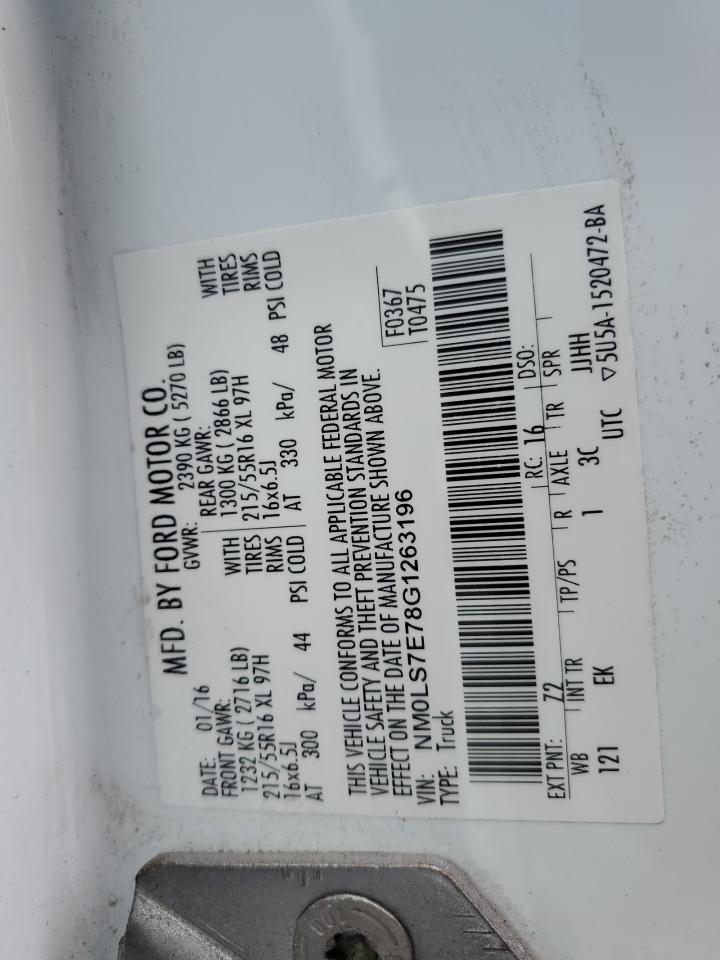 MFD. BY FORD MOTOR CO.
DATE: 01/16 GVWR: 2390 KG ( 5270 LB)
FRONT GAWR: WITH REAR GAWR: WITH
1232 KG ( 2716 LB) TIRES 1300 KG ( 2866 LB) TIRES
215/55R16 XL 97H RIMS 215/55R16 XL 97H RIMS
16x6.5J 16x6.5J
AT 300 kPa/ 44 PSI COLD AT 330 kPa/ 48 PSI COLD
THIS VEHICLE CONFORMS TO ALL APPLICABLE FEDERAL MOTOR
VEHICLE SAFETY AND THEFT PREVENTION STANDARDS IN
EFFECT ON THE DATE OF MANUFACTURE SHOWN ABOVE.
F0367
T0475
VIN: NM0LS7E78G1263196
TYPE: Truck
EXT PNT: Z2 RC: 16 DSO:
WB INT TR TP/PS R AXLE TR SPR
121 EK 1 3C JJHH
UTC ▽5U5A-1520472-BA